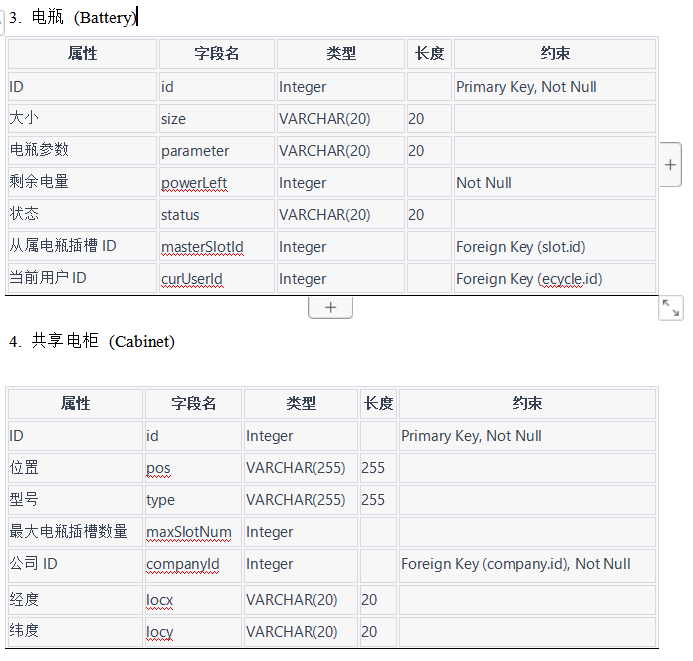 3. 电瓶 (Battery)
属性 字段名 类型 长度 约束
ID id Integer Primary Key, Not Null
大小 size VARCHAR(20) 20
电瓶参数 parameter VARCHAR(20) 20
剩余电量 powerLeft Integer Not Null
状态 status VARCHAR(20) 20
从属电瓶插槽 ID masterSlotId Integer Foreign Key (slot.id)
当前用户 ID curUserId Integer Foreign Key (ecycle.id)
4. 共享电柜 (Cabinet)
属性 字段名 类型 长度 约束
ID id Integer Primary Key, Not Null
位置 pos VARCHAR(255) 255
型号 type VARCHAR(255) 255
最大电瓶插槽数量 maxSlotNum Integer
公司 ID companyId Integer Foreign Key (company.id), Not Null
经度 locx VARCHAR(20) 20
纬度 locy VARCHAR(20) 20